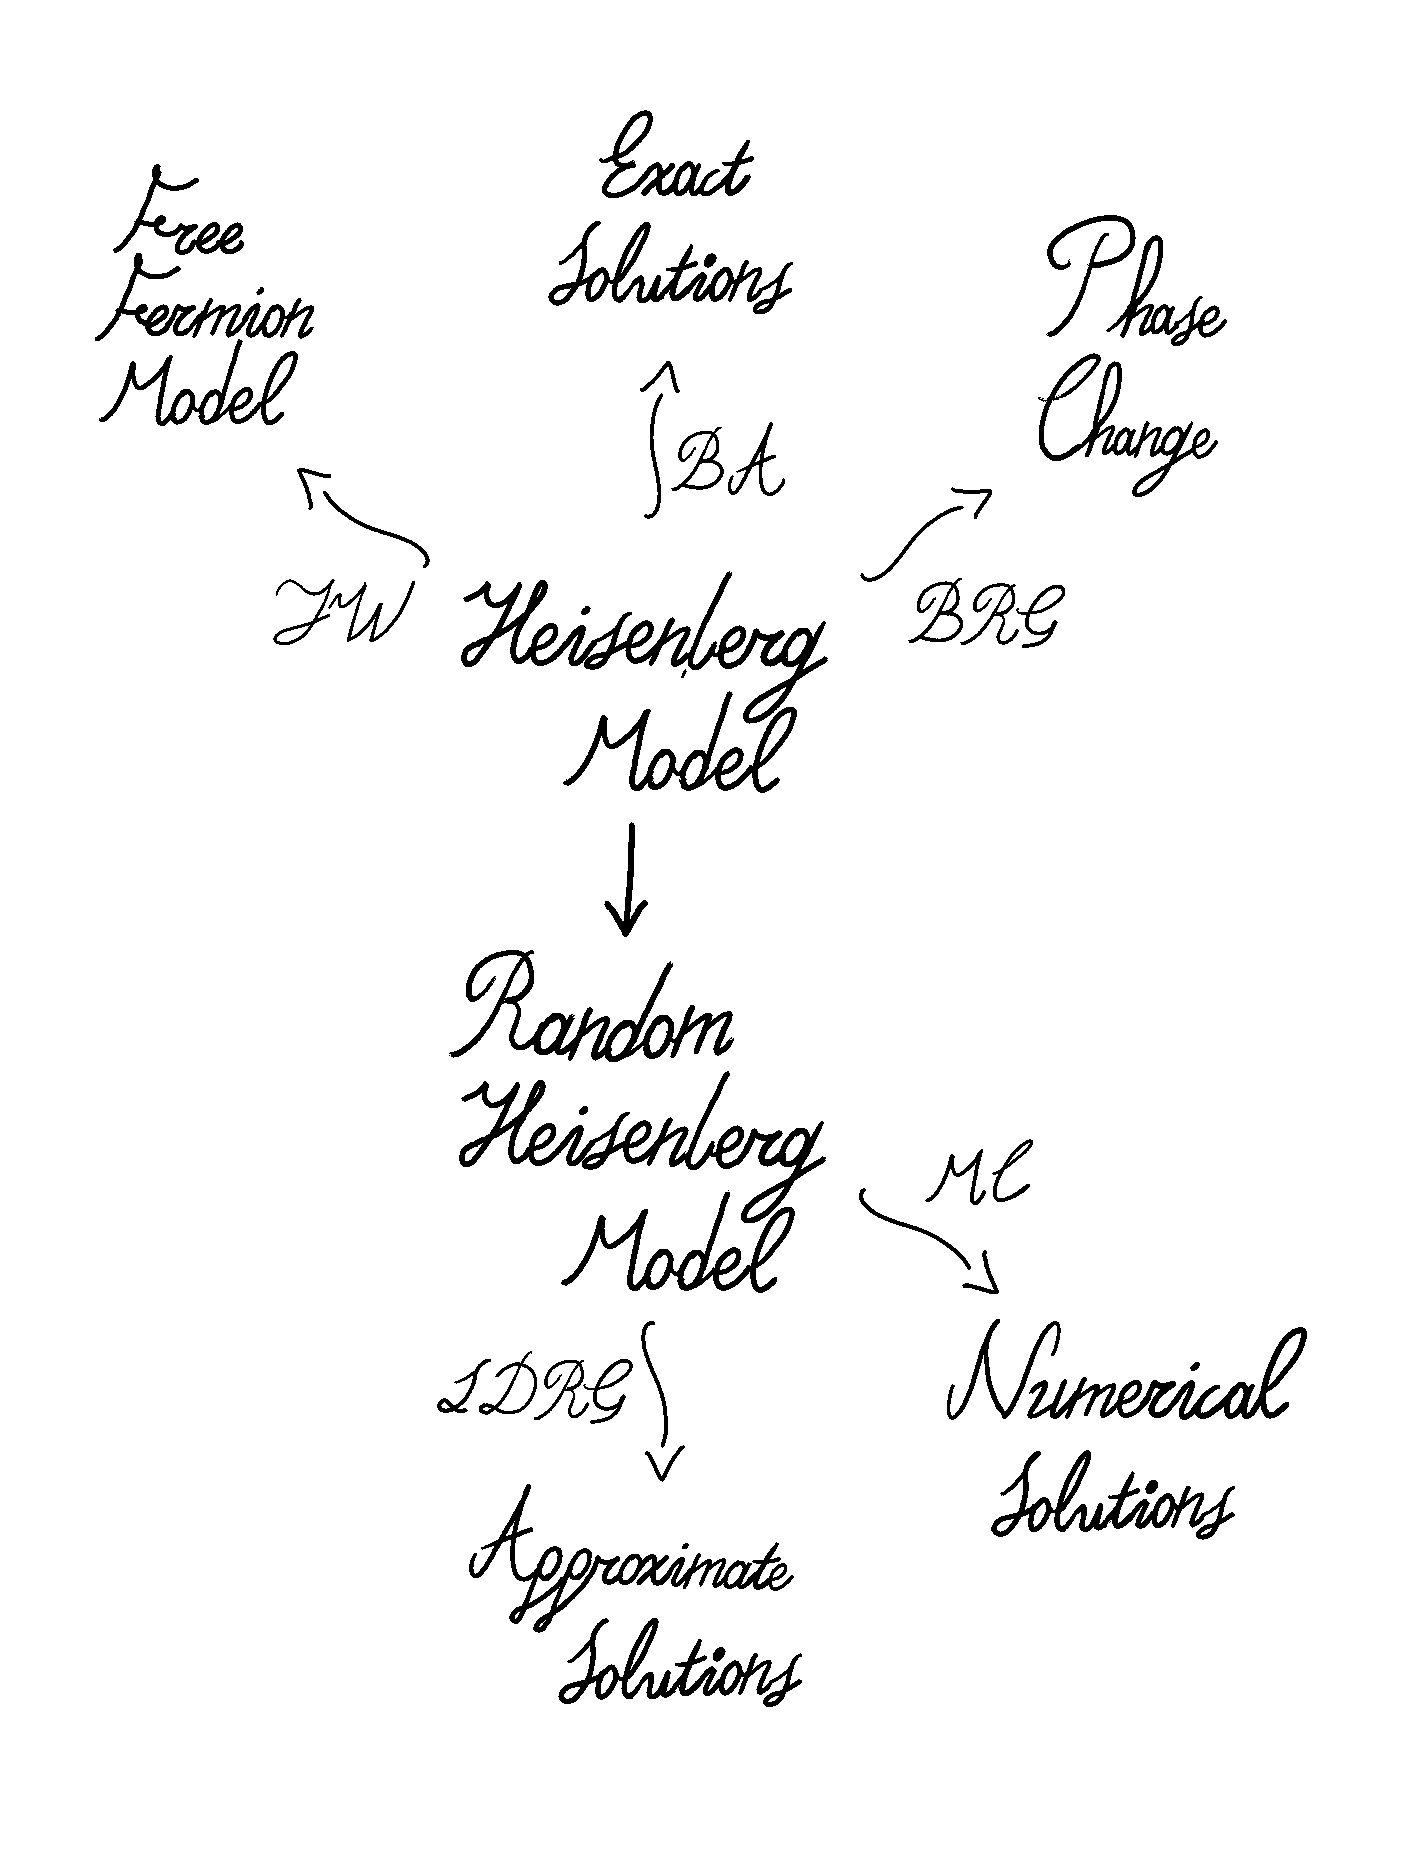 Free
Fermion
Model
Exact
Solutions
Phase
Change
BA
JW
Heisenberg
Model
BRG
Random
Heisenberg
Model
MC
SDRG
Numerical
Solutions
Approximate
Solutions